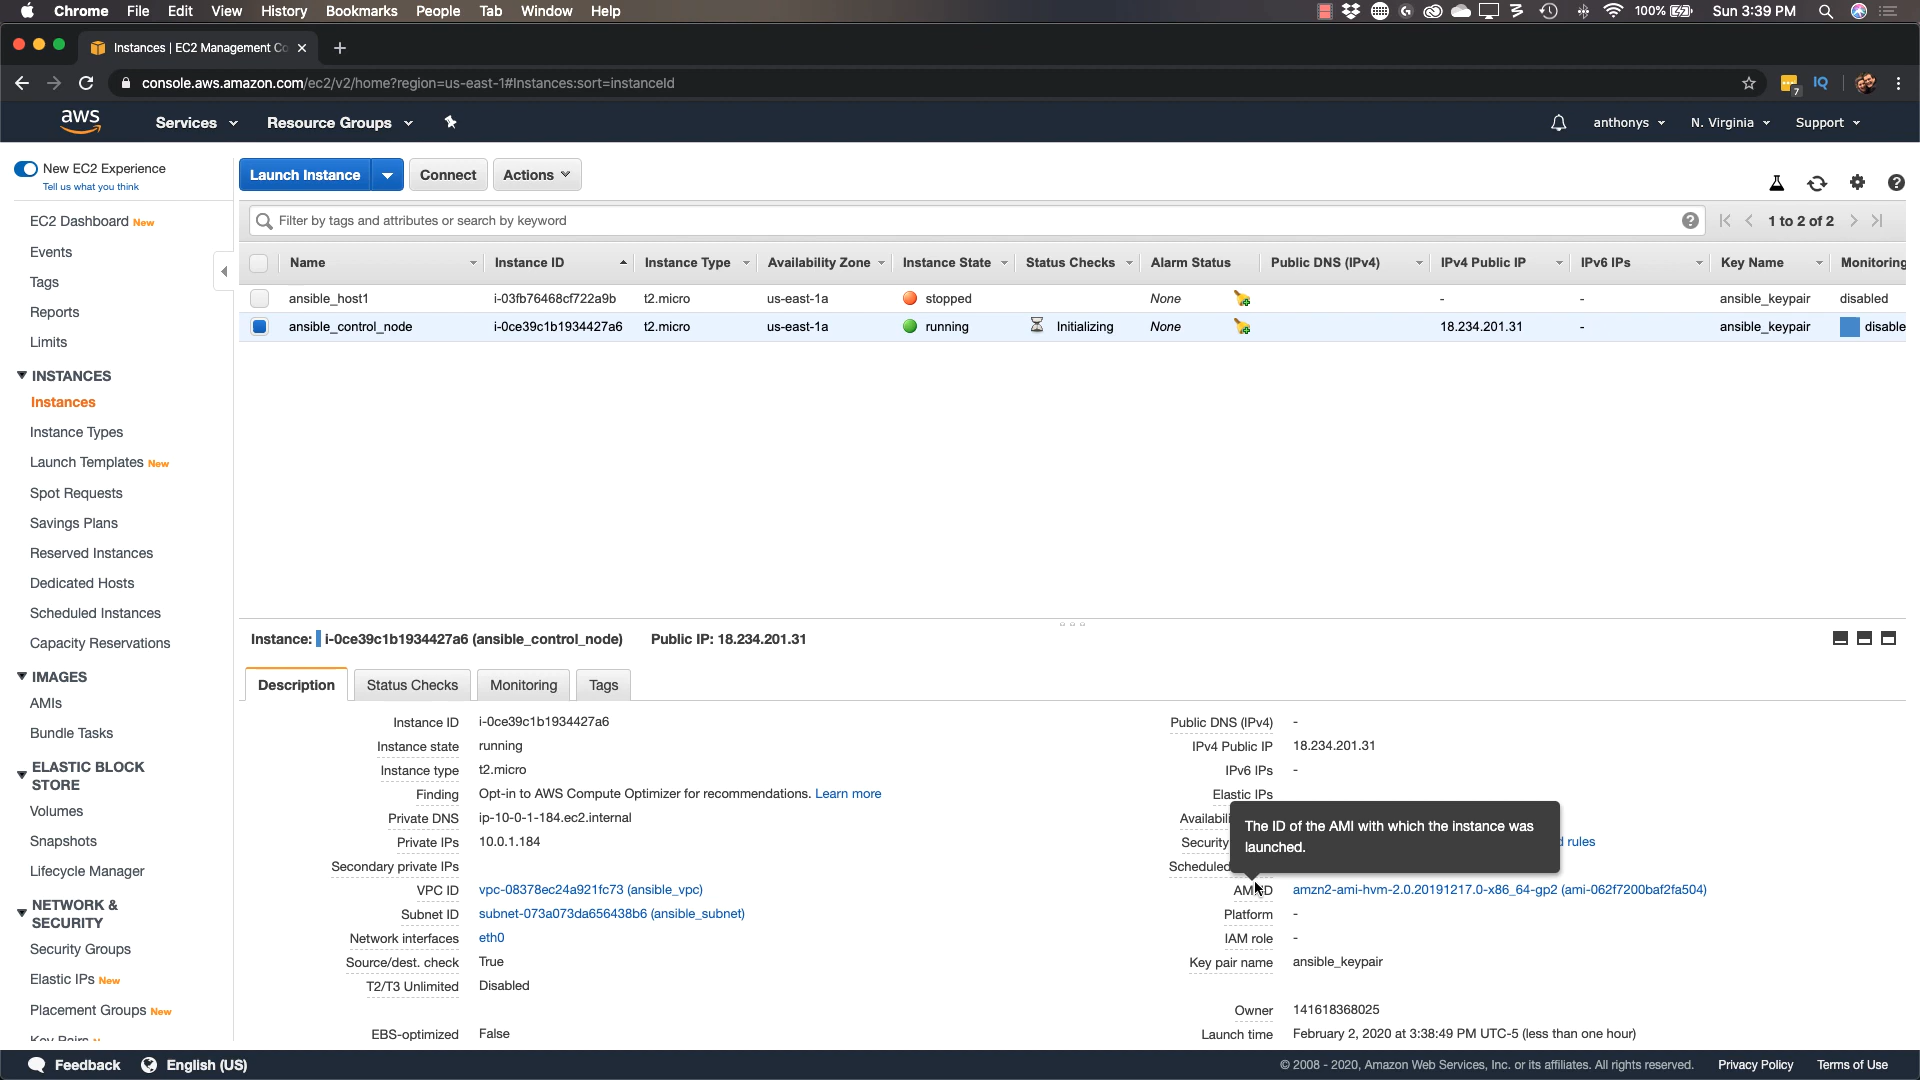 Chrome File Edit View History Bookmarks People Tab Window Help 100% Sun 3:39 PM
Instances | EC2 Management Co
console.aws.amazon.com/ec2/v2/home?region=us-east-1#Instances:sort=instanceId 7 IQ
aws Services Resource Groups anthonys N. Virginia Support
New EC2 Experience
Tell us what you think
Launch Instance Connect Actions
EC2 Dashboard New
Events
Tags
Reports
Limits
INSTANCES
Instances
Instance Types
Launch Templates New
Spot Requests
Savings Plans
Reserved Instances
Dedicated Hosts
Scheduled Instances
Capacity Reservations
IMAGES
AMIs
Bundle Tasks
ELASTIC BLOCK
STORE
Volumes
Snapshots
Lifecycle Manager
NETWORK &
SECURITY
Security Groups
Elastic IPs New
Placement Groups New
Key Pairs
Filter by tags and attributes or search by keyword 1 to 2 of 2
Name Instance ID Instance Type Availability Zone Instance State Status Checks Alarm Status Public DNS (IPv4) IPv4 Public IP IPv6 IPs Key Name Monitoring
ansible_host1 i-03fb76468cf722a9b t2.micro us-east-1a stopped None - - ansible_keypair disabled
ansible_control_node i-0ce39c1b1934427a6 t2.micro us-east-1a running Initializing None 18.234.201.31 - ansible_keypair disable
Instance: i-0ce39c1b1934427a6 (ansible_control_node) Public IP: 18.234.201.31
Description Status Checks Monitoring Tags
Instance ID i-0ce39c1b1934427a6
Instance state running
Instance type t2.micro
Finding Opt-in to AWS Compute Optimizer for recommendations. Learn more
Private DNS ip-10-0-1-184.ec2.internal
Private IPs 10.0.1.184
Secondary private IPs
VPC ID vpc-08378ec24a921fc73 (ansible_vpc)
Subnet ID subnet-073a073da656438b6 (ansible_subnet)
Network interfaces eth0
Source/dest. check True
T2/T3 Unlimited Disabled
EBS-optimized False
Public DNS (IPv4) -
IPv4 Public IP 18.234.201.31
IPv6 IPs -
Elastic IPs
Availabili
The ID of the AMI with which the instance was
launched.
Security d rules
Scheduled
AMI ID amzn2-ami-hvm-2.0.20191217.0-x86_64-gp2 (ami-062f7200baf2fa504)
Platform -
IAM role -
Key pair name ansible_keypair
Owner 141618368025
Launch time February 2, 2020 at 3:38:49 PM UTC-5 (less than one hour)
Feedback English (US) © 2008 - 2020, Amazon Web Services, Inc. or its affiliates. All rights reserved. Privacy Policy Terms of Use